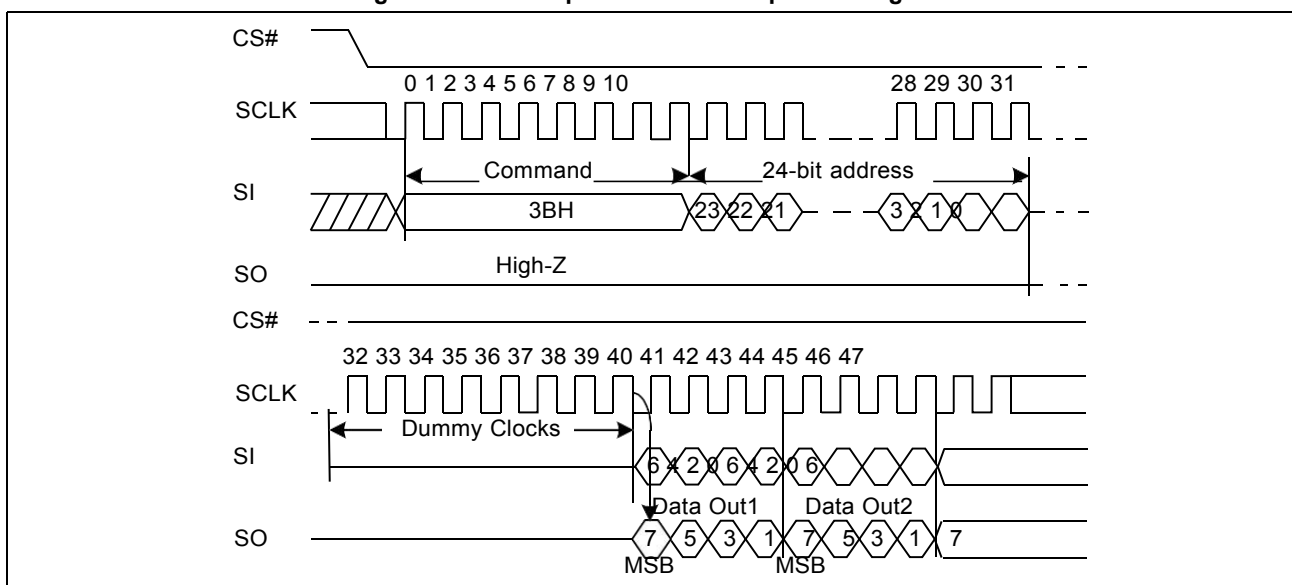 CS#
0 1 2 3 4 5 6 7 8 9 10 28 29 30 31
SCLK
Command 24-bit address
SI
3BH 23 22 21 3 2 1 0
High-Z
SO
CS#
32 33 34 35 36 37 38 39 40 41 42 43 44 45 46 47
SCLK
Dummy Clocks
SI
6 4 2 0 6 4 2 0 6
Data Out1 Data Out2
SO 7 5 3 1 7 5 3 1 7
MSB MSB